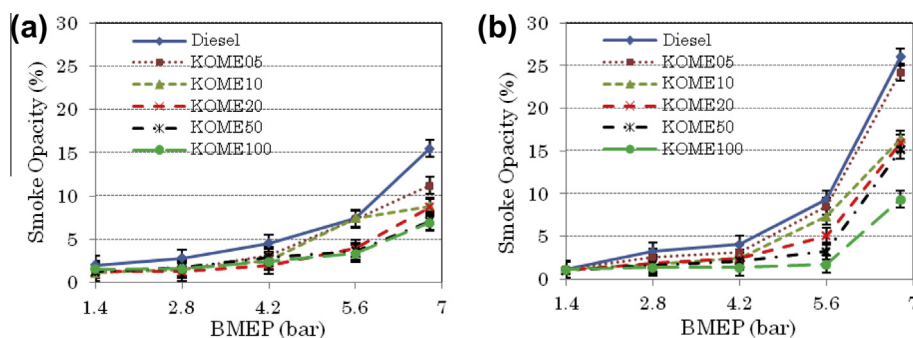 (a)
30
25
20
15
10
5
0
Smoke Opacity (%)
Diesel
KOME05
KOME10
KOME20
KOME50
KOME100
1.4 2.8 4.2 5.6 7
BMEP (bar)
(b)
30
25
20
15
10
5
0
Smoke Opacity (%)
Diesel
KOME05
KOME10
KOME20
KOME50
KOME100
1.4 2.8 4.2 5.6 7
BMEP (bar)